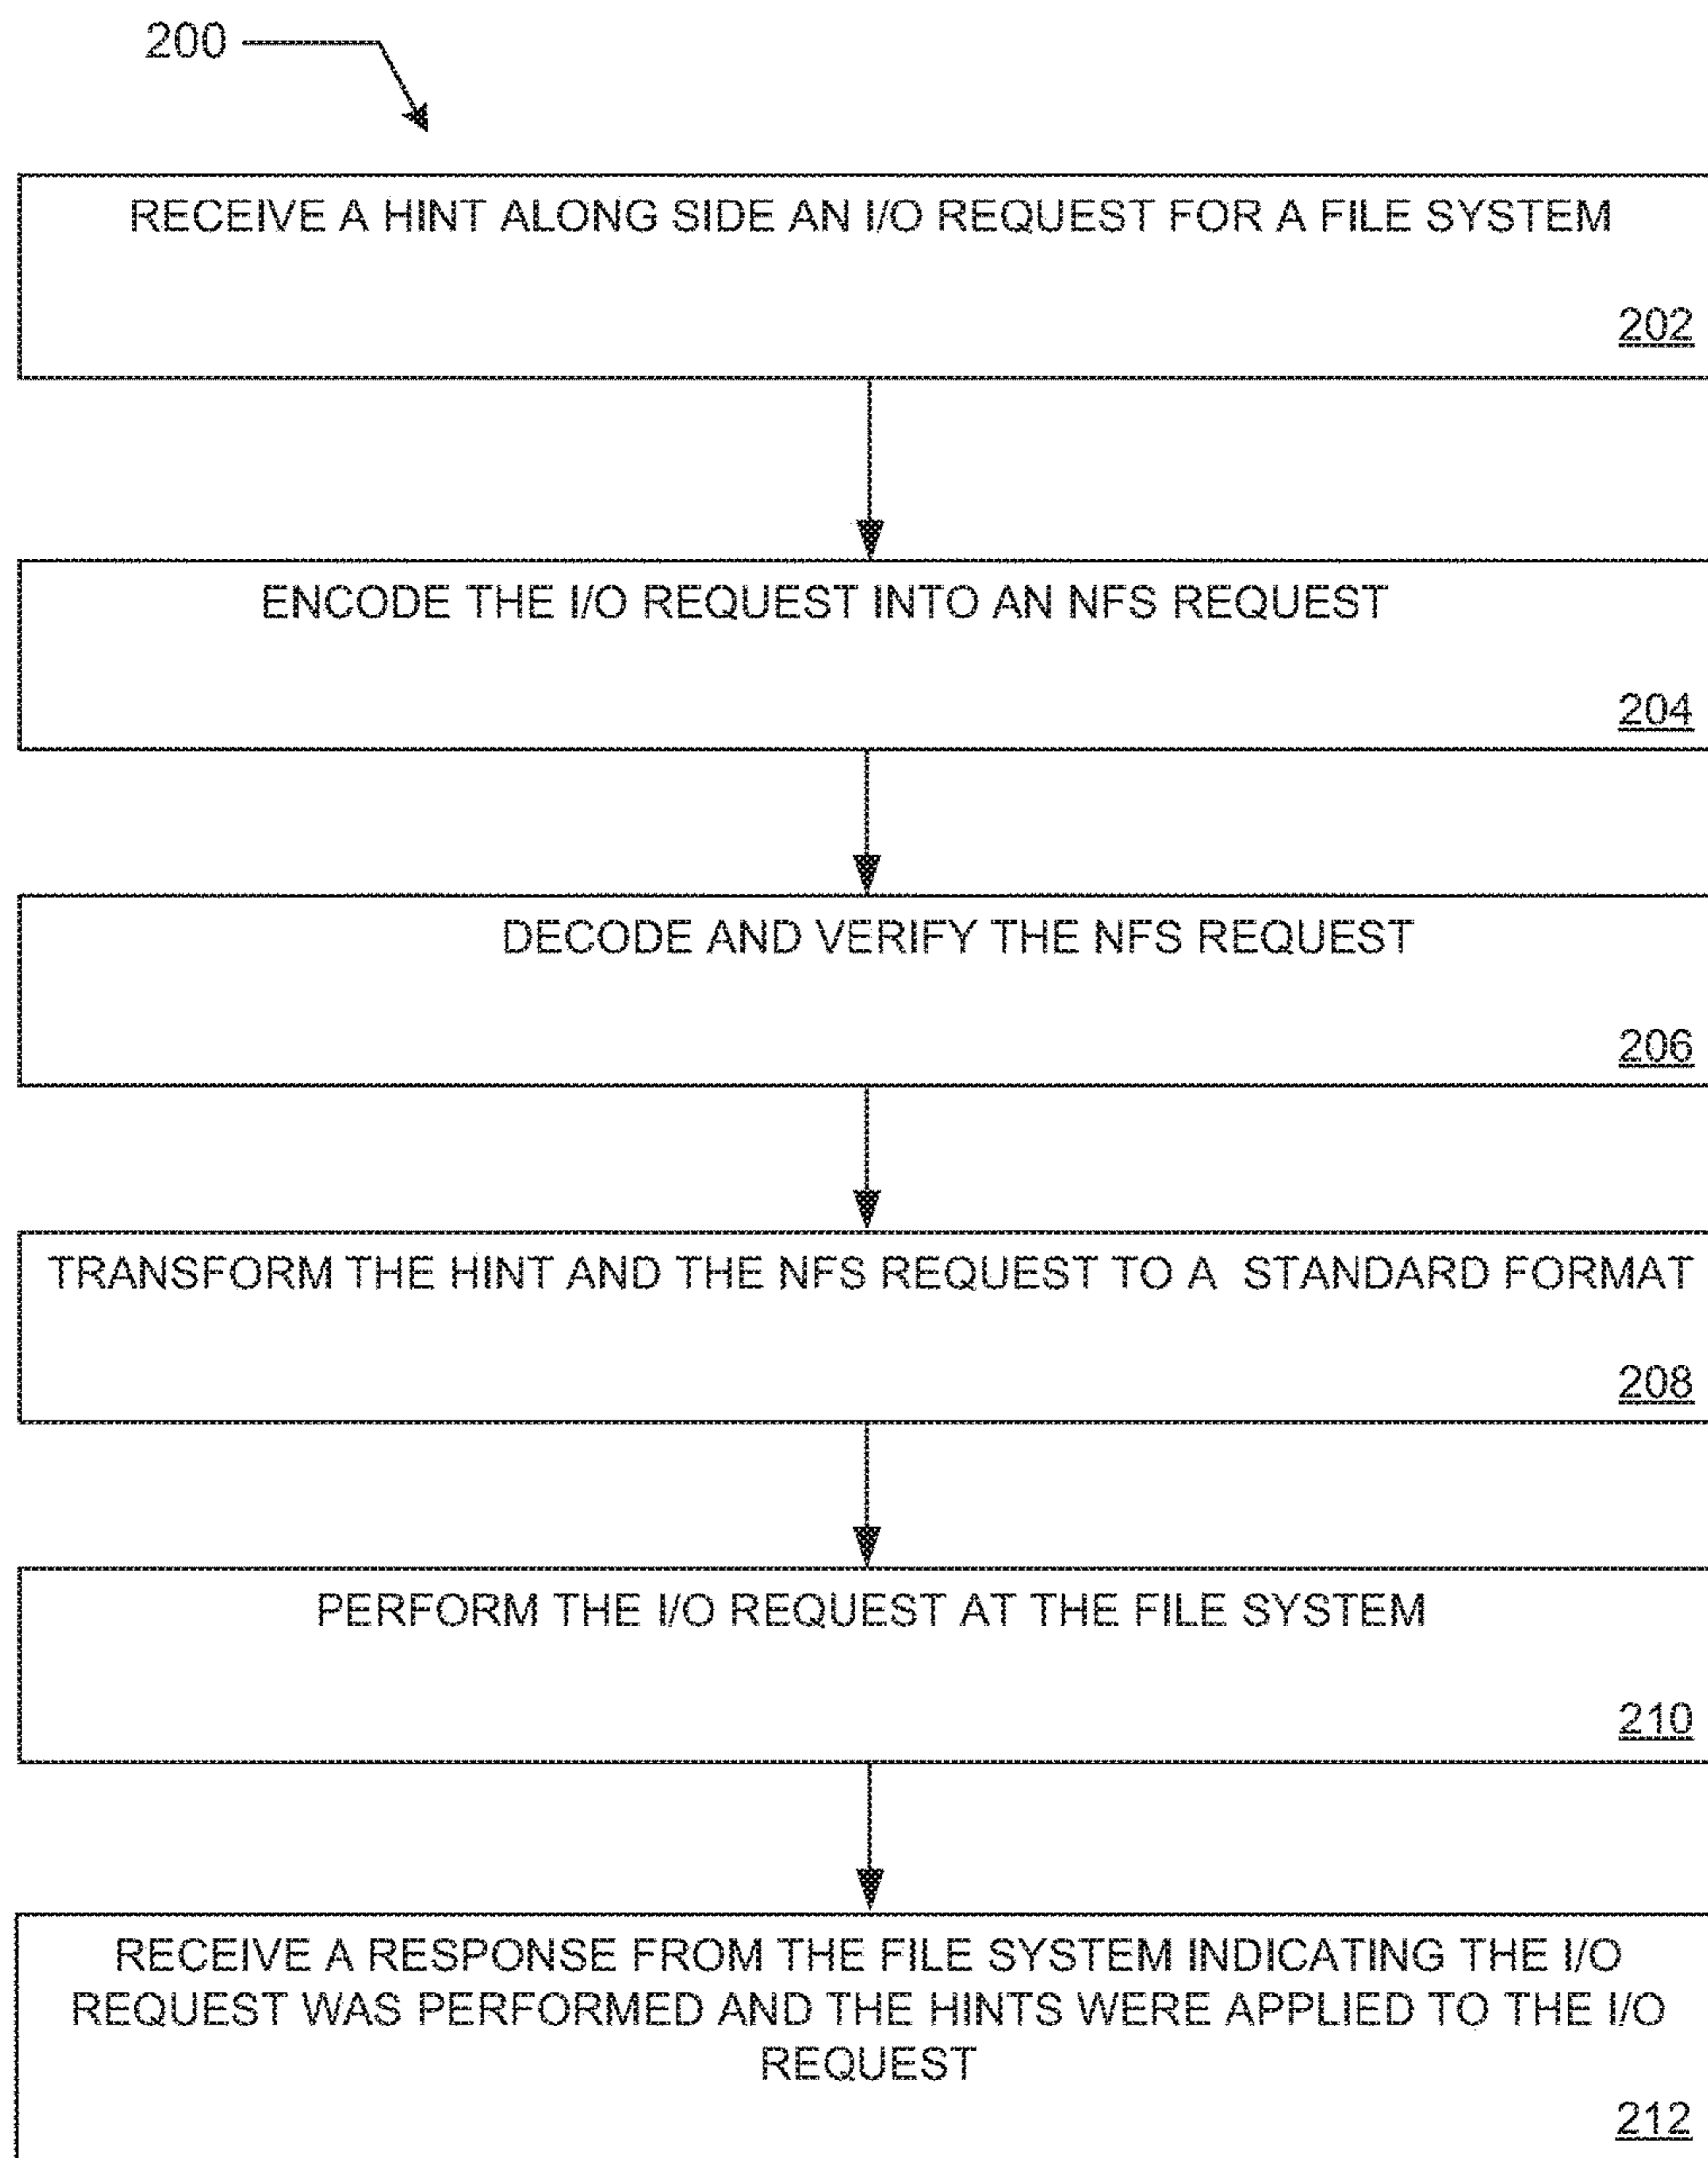 200
RECEIVE A HINT ALONG SIDE AN I/O REQUEST FOR A FILE SYSTEM
202
ENCODE THE I/O REQUEST INTO AN NFS REQUEST
204
DECODE AND VERIFY THE NFS REQUEST
206
TRANSFORM THE HINT AND THE NFS REQUEST TO A STANDARD FORMAT
208
PERFORM THE I/O REQUEST AT THE FILE SYSTEM
210
RECEIVE A RESPONSE FROM THE FILE SYSTEM INDICATING THE I/O
REQUEST WAS PERFORMED AND THE HINTS WERE APPLIED TO THE I/O
REQUEST
212